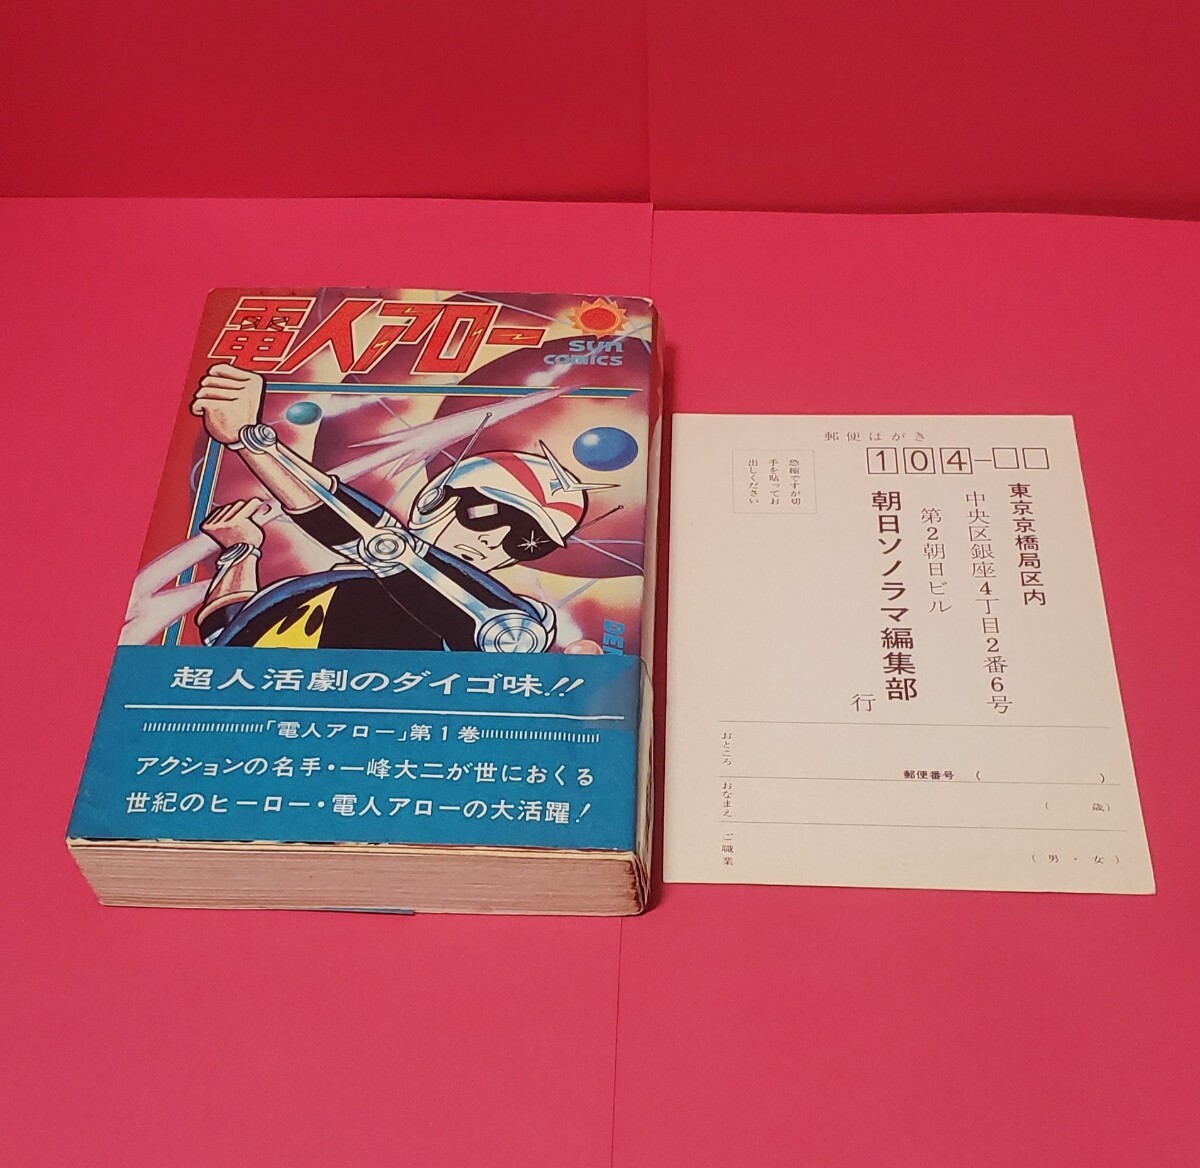 電人アロー
sun
comics
DEN
超人活劇のダイゴ味!!
「電人アロー」第1巻
アクションの名手・一峰大二が世におくる
世紀のヒーロー・電人アローの大活躍!
郵便はがき
104-
恐縮ですが切
手を貼ってお
出しください
東京京橋局区内
中央区銀座4丁目2番6号
第2朝日ビル
朝日ソノラマ編集部
行
おところ
郵便番号（　　　）
おなまえ
（　歳）
ご職業
（男・女）